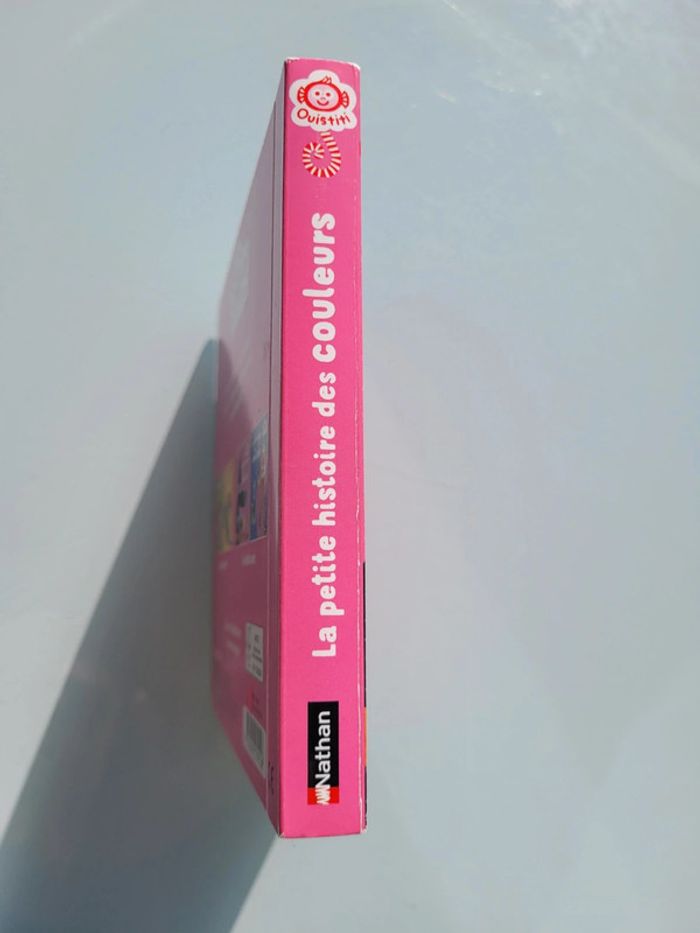 Ouistiti
La petite histoire des couleurs
Nathan